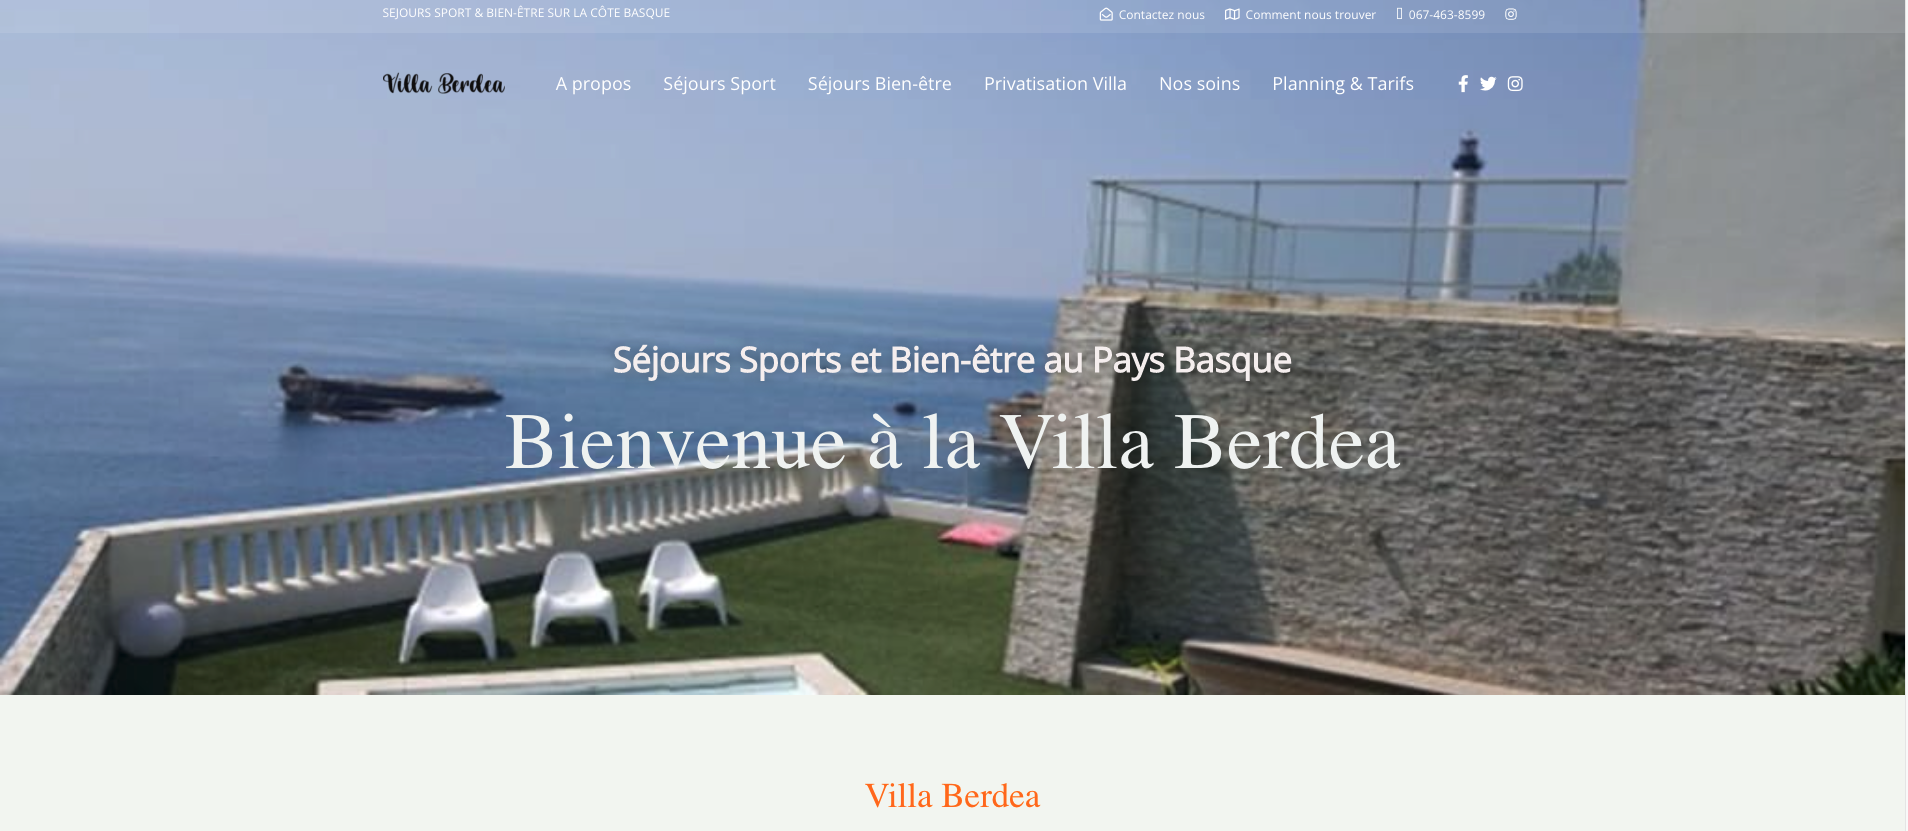 SEJOURS SPORT & BIEN-ÊTRE SUR LA CÔTE BASQUE
Contactez nous
Comment nous trouver
067-463-8599
Villa Berdea
A propos
Séjours Sport
Séjours Bien-être
Privatisation Villa
Nos soins
Planning & Tarifs
Séjours Sports et Bien-être au Pays Basque
Bienvenue à la Villa Berdea
Villa Berdea